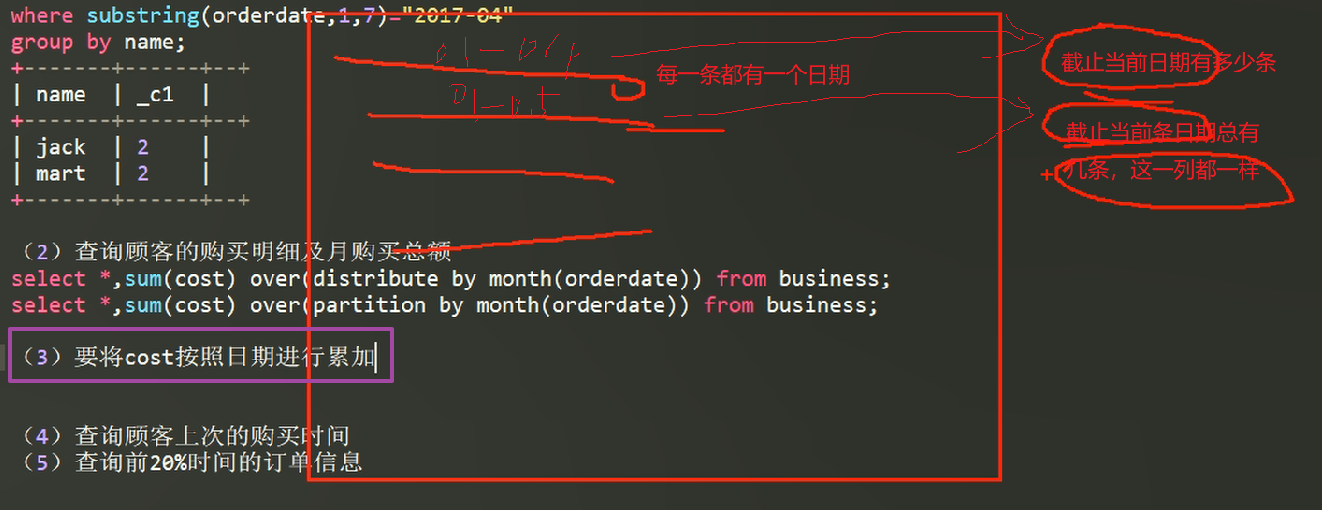 where substring(orderdate,1,7)="2017-04"
group by name;
+-------+------+--+
| name | _c1 |
+-------+------+--+
| jack | 2 |
| mart | 2 |
+-------+------+--+
每一条都有一个日期
截止当前日期有多少条
截止当前条日期总有
几条，这一列都一样
（2）查询顾客的购买明细及月购买总额
select *,sum(cost) over(distribute by month(orderdate)) from business;
select *,sum(cost) over(partition by month(orderdate)) from business;
（3）要将cost按照日期进行累加
（4）查询顾客上次的购买时间
（5）查询前20%时间的订单信息